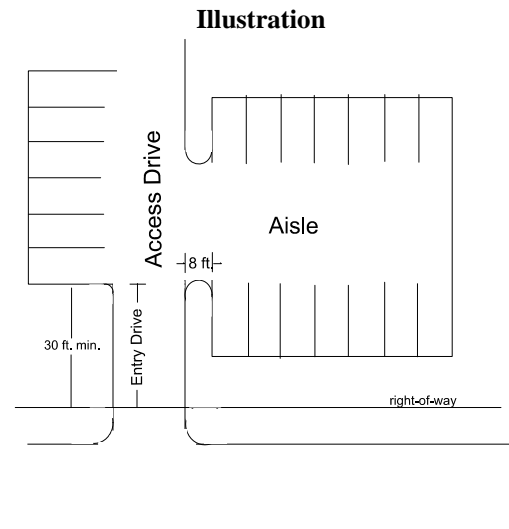 Illustration
Access Drive
Aisle
8 ft.
30 ft. min.
Entry Drive
right-of-way